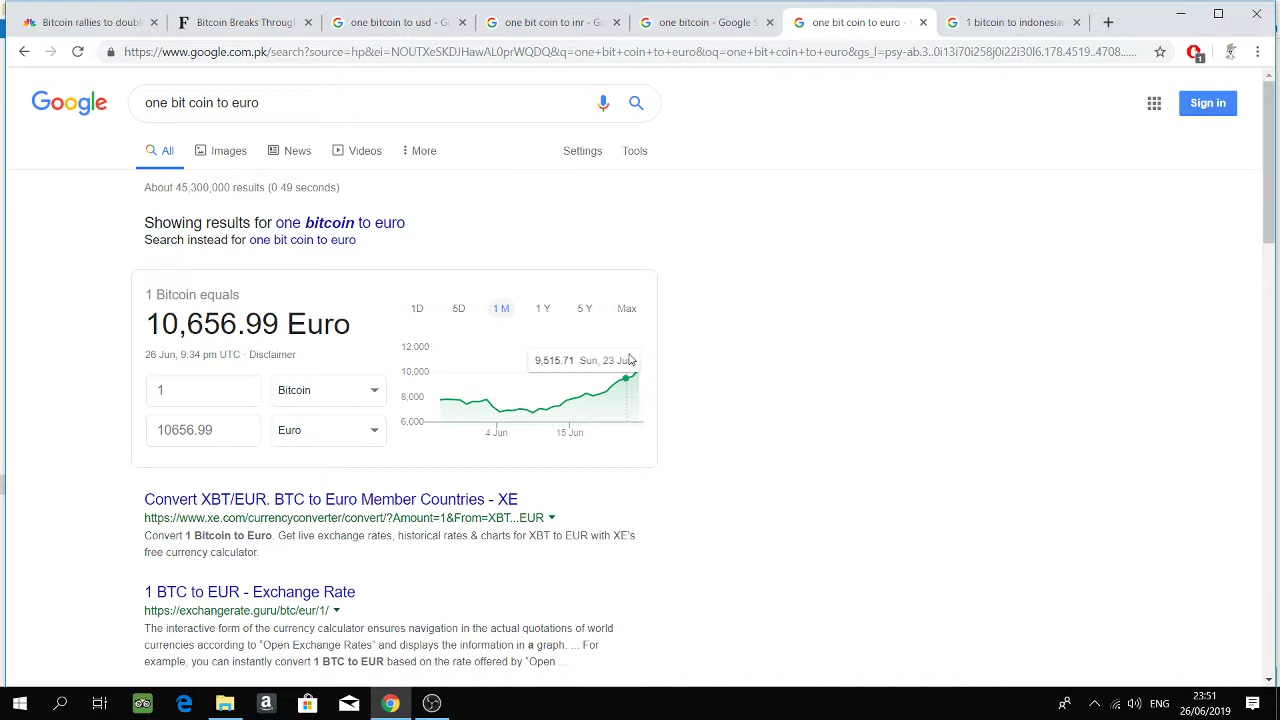 Bitcoin rallies to double
Bitcoin Breaks Through
one bitcoin to usd - Go
one bit coin to inr - Go
one bitcoin - Google S
one bit coin to euro -
1 bitcoin to indonesian
https://www.google.com.pk/search?source=hp&ei=NOUTXeSKDJHawAL0prWQDQ&q=one+bit+coin+to+euro&oq=one+bit+coin+to+euro&gs_l=psy-ab.3..0i13i70i258j0i22i30l6.178.4519..4708......
1
Google
one bit coin to euro
Sign in
All
Images
News
Videos
More
Settings
Tools
About 45,300,000 results (0.49 seconds)
Showing results for one bitcoin to euro
Search instead for one bit coin to euro
1 Bitcoin equals
10,656.99 Euro
26 Jun, 9:34 pm UTC · Disclaimer
1
Bitcoin
10656.99
Euro
1D
5D
1 M
1 Y
5 Y
Max
12,000
10,000
8,000
6,000
9,515.71 Sun, 23 Jun
4 Jun
15 Jun
Convert XBT/EUR. BTC to Euro Member Countries - XE
https://www.xe.com/currencyconverter/convert/?Amount=1&From=XBT...EUR
Convert 1 Bitcoin to Euro. Get live exchange rates, historical rates & charts for XBT to EUR with XE's
free currency calculator.
1 BTC to EUR - Exchange Rate
https://exchangerate.guru/btc/eur/1/
The interactive form of the currency calculator ensures navigation in the actual quotations of world
currencies according to "Open Exchange Rates" and displays the information in a graph. ... For
example, you can instantly convert 1 BTC to EUR based on the rate offered by "Open ...
ENG
23:51
26/06/2019